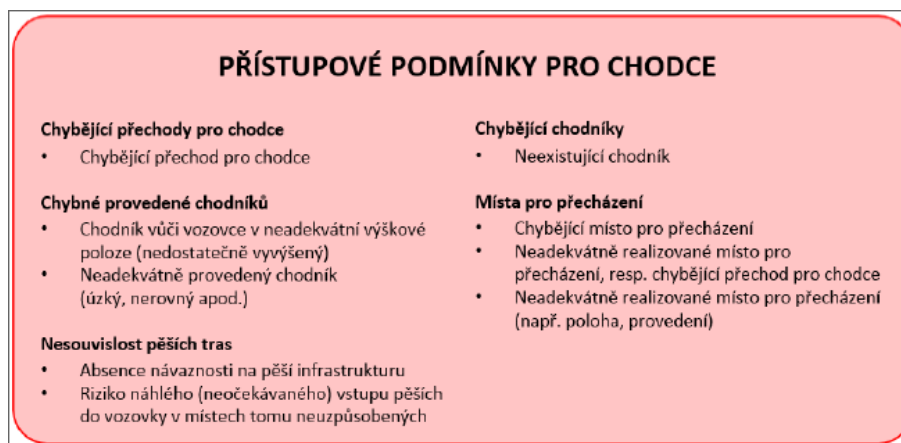 PŘÍSTUPOVÉ PODMÍNKY PRO CHODCE
Chybějící přechody pro chodce
• Chybějící přechod pro chodce
Chybné provedené chodníků
• Chodník vůči vozovce v neadekvátní výškové
poloze (nedostatečně vyvýšený)
• Neadekvátně provedený chodník
(úzký, nerovný apod.)
Nesouvislost pěších tras
• Absence návaznosti na pěší infrastrukturu
• Riziko náhlého (neočekávaného) vstupu pěších
do vozovky v místech tomu neuzpůsobených
Chybějící chodníky
• Neexistující chodník
Místa pro přecházení
• Chybějící místo pro přecházení
• Neadekvátně realizované místo pro
přecházení, resp. chybějící přechod pro chodce
• Neadekvátně realizované místo pro přecházení
(např. poloha, provedení)